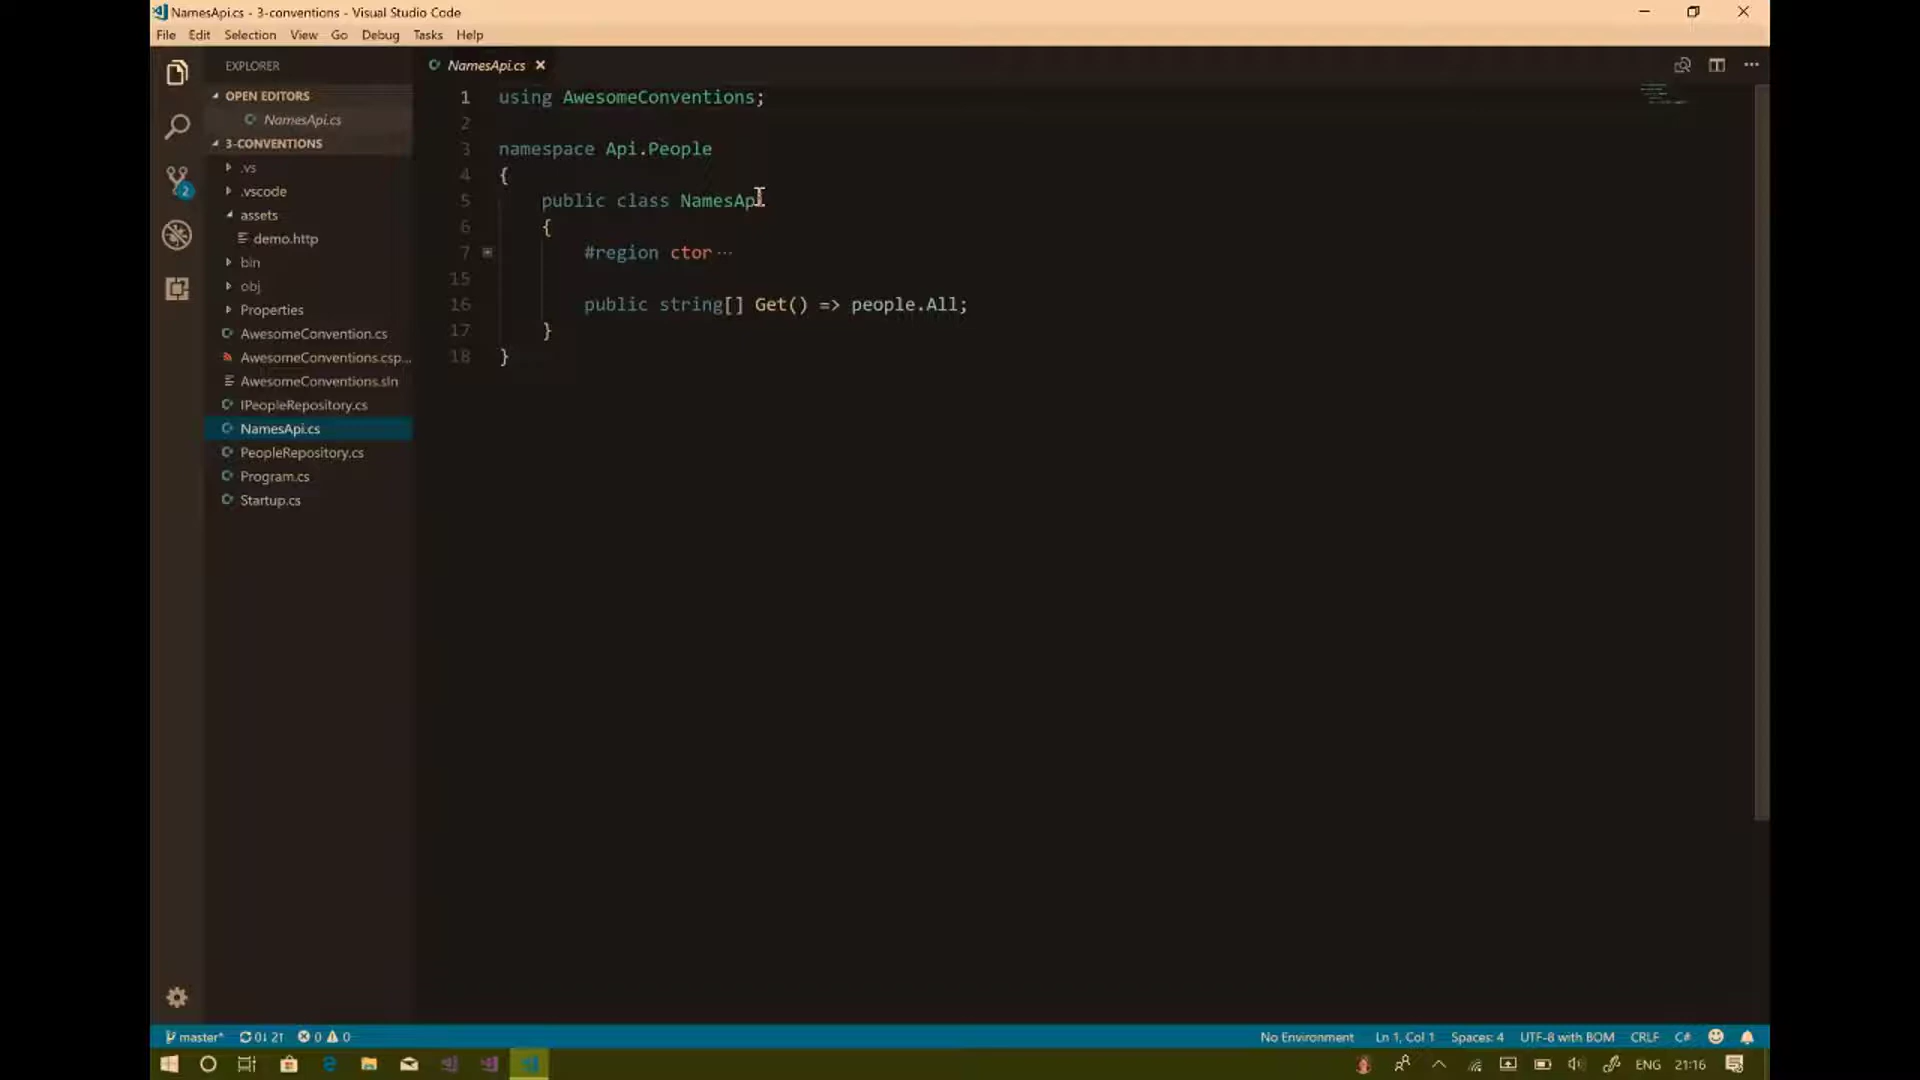 NamesApi.cs - 3-conventions - Visual Studio Code
File Edit Selection View Go Debug Tasks Help
EXPLORER
OPEN EDITORS
NamesApi.cs
3-CONVENTIONS
.vs
.vscode
assets
demo.http
bin
obj
Properties
AwesomeConvention.cs
AwesomeConventions.csp...
AwesomeConventions.sln
IPeopleRepository.cs
NamesApi.cs
PeopleRepository.cs
Program.cs
Startup.cs
2
NamesApi.cs
1 using AwesomeConventions;
2
3 namespace Api.People
4 {
5 public class NamesApi
6 {
7 #region ctor ...
15
16 public string[] Get() => people.All;
17 }
18 }
master* 0↓ 2↑ 0 0
No Environment Ln 1, Col 1 Spaces: 4 UTF-8 with BOM CRLF C#
ENG 21:16